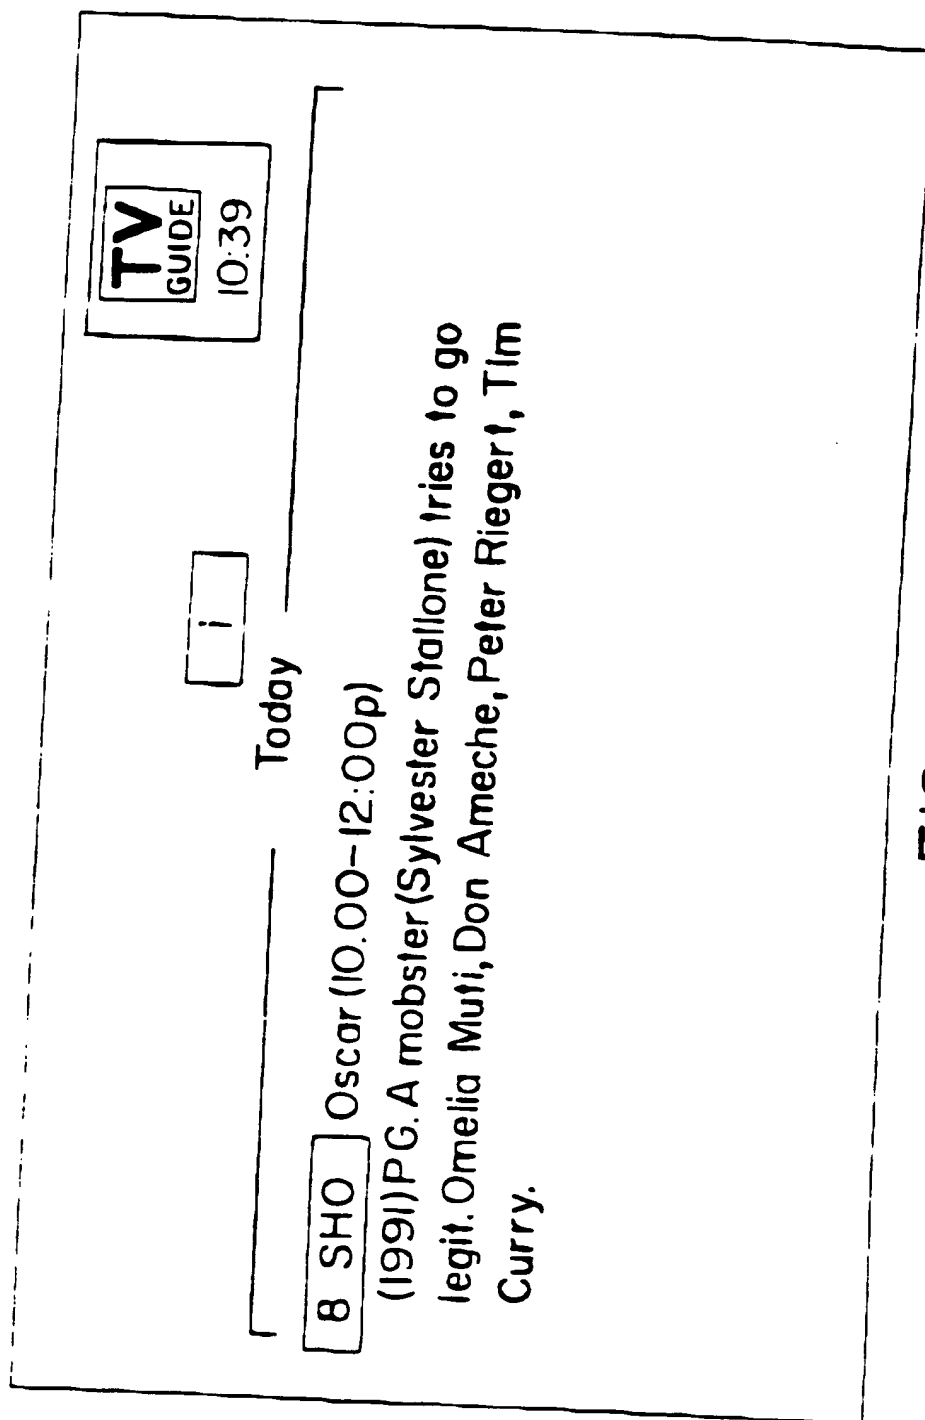 TV
GUIDE
10:39
i
Today
8 SHO Oscar (10.00-12:00p)
(1991) PG. A mobster (Sylvester Stallone) tries to go
legit. Omelia Muti, Don Ameche, Peter Riegert, Tim
Curry.